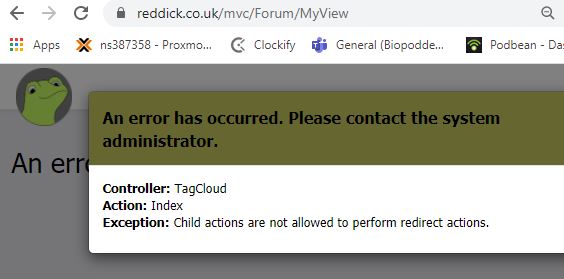 reddick.co.uk/mvc/Forum/MyView
Apps ns387358 - Proxmo... Clockify General (Biopodde... Podbean - Das
An erro
An error has occurred. Please contact the system
administrator.
Controller: TagCloud
Action: Index
Exception: Child actions are not allowed to perform redirect actions.